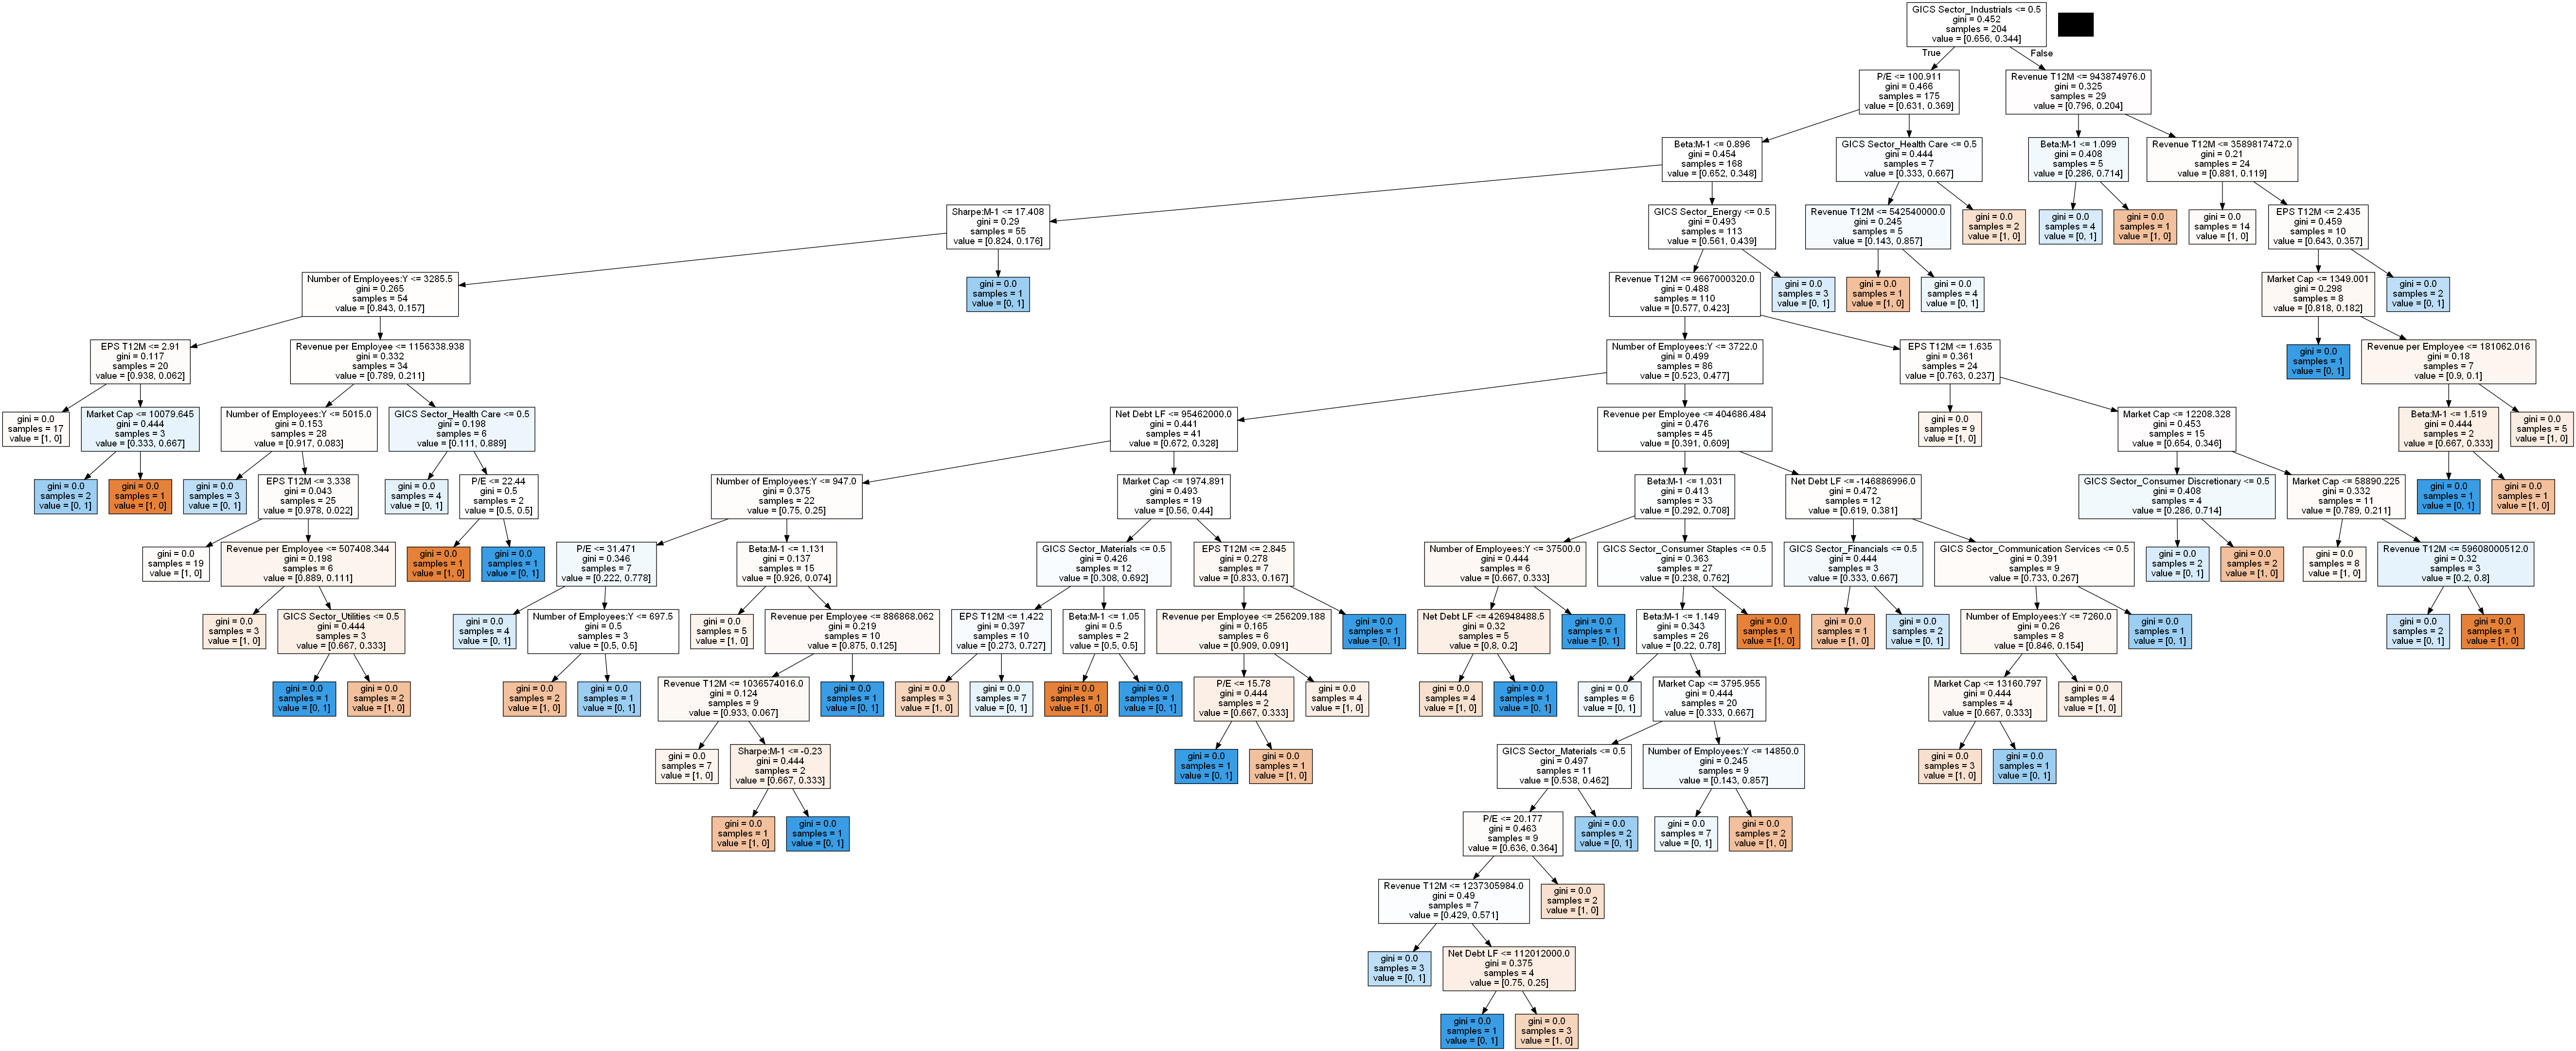 GICS Sector_Industrials <= 0.5
gini = 0.452
samples = 204
value = [0.656, 0.344]
True
False
P/E <= 100.911
gini = 0.466
samples = 175
value = [0.631, 0.369]
Revenue T12M <= 943874976.0
gini = 0.325
samples = 29
value = [0.796, 0.204]
Beta:M-1 <= 0.896
gini = 0.454
samples = 168
value = [0.652, 0.348]
GICS Sector_Health Care <= 0.5
gini = 0.444
samples = 7
value = [0.333, 0.667]
Beta:M-1 <= 1.099
gini = 0.408
samples = 5
value = [0.286, 0.714]
Revenue T12M <= 3589817472.0
gini = 0.21
samples = 24
value = [0.881, 0.119]
Sharpe:M-1 <= 17.408
gini = 0.29
samples = 55
value = [0.824, 0.176]
GICS Sector_Energy <= 0.5
gini = 0.493
samples = 113
value = [0.561, 0.439]
Revenue T12M <= 542540000.0
gini = 0.245
samples = 5
value = [0.143, 0.857]
gini = 0.0
samples = 2
value = [1, 0]
gini = 0.0
samples = 4
value = [0, 1]
gini = 0.0
samples = 1
value = [1, 0]
gini = 0.0
samples = 14
value = [1, 0]
EPS T12M <= 2.435
gini = 0.459
samples = 10
value = [0.643, 0.357]
Number of Employees:Y <= 3285.5
gini = 0.265
samples = 54
value = [0.843, 0.157]
gini = 0.0
samples = 1
value = [0, 1]
Revenue T12M <= 9667000320.0
gini = 0.488
samples = 110
value = [0.577, 0.423]
gini = 0.0
samples = 3
value = [0, 1]
gini = 0.0
samples = 1
value = [1, 0]
gini = 0.0
samples = 4
value = [0, 1]
Market Cap <= 1349.001
gini = 0.298
samples = 8
value = [0.818, 0.182]
gini = 0.0
samples = 2
value = [0, 1]
EPS T12M <= 2.91
gini = 0.117
samples = 20
value = [0.938, 0.062]
Revenue per Employee <= 1156338.938
gini = 0.332
samples = 34
value = [0.789, 0.211]
Number of Employees:Y <= 3722.0
gini = 0.499
samples = 86
value = [0.523, 0.477]
EPS T12M <= 1.635
gini = 0.361
samples = 24
value = [0.763, 0.237]
gini = 0.0
samples = 1
value = [0, 1]
Revenue per Employee <= 181062.016
gini = 0.18
samples = 7
value = [0.9, 0.1]
gini = 0.0
samples = 17
value = [1, 0]
Market Cap <= 10079.645
gini = 0.444
samples = 3
value = [0.333, 0.667]
Number of Employees:Y <= 5015.0
gini = 0.153
samples = 28
value = [0.917, 0.083]
GICS Sector_Health Care <= 0.5
gini = 0.198
samples = 6
value = [0.111, 0.889]
Net Debt LF <= 95462000.0
gini = 0.441
samples = 41
value = [0.672, 0.328]
Revenue per Employee <= 404686.484
gini = 0.476
samples = 45
value = [0.391, 0.609]
gini = 0.0
samples = 9
value = [1, 0]
Market Cap <= 12208.328
gini = 0.453
samples = 15
value = [0.654, 0.346]
Beta:M-1 <= 1.519
gini = 0.444
samples = 2
value = [0.667, 0.333]
gini = 0.0
samples = 5
value = [1, 0]
gini = 0.0
samples = 2
value = [0, 1]
gini = 0.0
samples = 1
value = [1, 0]
gini = 0.0
samples = 3
value = [0, 1]
EPS T12M <= 3.338
gini = 0.043
samples = 25
value = [0.978, 0.022]
gini = 0.0
samples = 4
value = [0, 1]
P/E <= 22.44
gini = 0.5
samples = 2
value = [0.5, 0.5]
Number of Employees:Y <= 947.0
gini = 0.375
samples = 22
value = [0.75, 0.25]
Market Cap <= 1974.891
gini = 0.493
samples = 19
value = [0.56, 0.44]
Beta:M-1 <= 1.031
gini = 0.413
samples = 33
value = [0.292, 0.708]
Net Debt LF <= -146886996.0
gini = 0.472
samples = 12
value = [0.619, 0.381]
GICS Sector_Consumer Discretionary <= 0.5
gini = 0.408
samples = 4
value = [0.286, 0.714]
Market Cap <= 58890.225
gini = 0.332
samples = 11
value = [0.789, 0.211]
gini = 0.0
samples = 1
value = [0, 1]
gini = 0.0
samples = 1
value = [1, 0]
gini = 0.0
samples = 19
value = [1, 0]
Revenue per Employee <= 507408.344
gini = 0.198
samples = 6
value = [0.889, 0.111]
gini = 0.0
samples = 1
value = [1, 0]
gini = 0.0
samples = 1
value = [0, 1]
P/E <= 31.471
gini = 0.346
samples = 7
value = [0.222, 0.778]
Beta:M-1 <= 1.131
gini = 0.137
samples = 15
value = [0.926, 0.074]
GICS Sector_Materials <= 0.5
gini = 0.426
samples = 12
value = [0.308, 0.692]
EPS T12M <= 2.845
gini = 0.278
samples = 7
value = [0.833, 0.167]
Number of Employees:Y <= 37500.0
gini = 0.444
samples = 6
value = [0.667, 0.333]
GICS Sector_Consumer Staples <= 0.5
gini = 0.363
samples = 27
value = [0.238, 0.762]
GICS Sector_Financials <= 0.5
gini = 0.444
samples = 3
value = [0.333, 0.667]
GICS Sector_Communication Services <= 0.5
gini = 0.391
samples = 9
value = [0.733, 0.267]
gini = 0.0
samples = 2
value = [0, 1]
gini = 0.0
samples = 2
value = [1, 0]
gini = 0.0
samples = 8
value = [1, 0]
Revenue T12M <= 59608000512.0
gini = 0.32
samples = 3
value = [0.2, 0.8]
gini = 0.0
samples = 3
value = [1, 0]
GICS Sector_Utilities <= 0.5
gini = 0.444
samples = 3
value = [0.667, 0.333]
gini = 0.0
samples = 4
value = [0, 1]
Number of Employees:Y <= 697.5
gini = 0.5
samples = 3
value = [0.5, 0.5]
gini = 0.0
samples = 5
value = [1, 0]
Revenue per Employee <= 886868.062
gini = 0.219
samples = 10
value = [0.875, 0.125]
EPS T12M <= 1.422
gini = 0.397
samples = 10
value = [0.273, 0.727]
Beta:M-1 <= 1.05
gini = 0.5
samples = 2
value = [0.5, 0.5]
Revenue per Employee <= 256209.188
gini = 0.165
samples = 6
value = [0.909, 0.091]
gini = 0.0
samples = 1
value = [0, 1]
Net Debt LF <= 426948488.5
gini = 0.32
samples = 5
value = [0.8, 0.2]
gini = 0.0
samples = 1
value = [0, 1]
Beta:M-1 <= 1.149
gini = 0.343
samples = 26
value = [0.22, 0.78]
gini = 0.0
samples = 1
value = [1, 0]
gini = 0.0
samples = 1
value = [1, 0]
gini = 0.0
samples = 2
value = [0, 1]
Number of Employees:Y <= 7260.0
gini = 0.26
samples = 8
value = [0.846, 0.154]
gini = 0.0
samples = 1
value = [0, 1]
gini = 0.0
samples = 2
value = [0, 1]
gini = 0.0
samples = 1
value = [1, 0]
gini = 0.0
samples = 1
value = [0, 1]
gini = 0.0
samples = 2
value = [1, 0]
gini = 0.0
samples = 2
value = [1, 0]
gini = 0.0
samples = 1
value = [0, 1]
Revenue T12M <= 1036574016.0
gini = 0.124
samples = 9
value = [0.933, 0.067]
gini = 0.0
samples = 1
value = [0, 1]
gini = 0.0
samples = 3
value = [1, 0]
gini = 0.0
samples = 7
value = [0, 1]
gini = 0.0
samples = 1
value = [1, 0]
gini = 0.0
samples = 1
value = [0, 1]
P/E <= 15.78
gini = 0.444
samples = 2
value = [0.667, 0.333]
gini = 0.0
samples = 4
value = [1, 0]
gini = 0.0
samples = 4
value = [1, 0]
gini = 0.0
samples = 1
value = [0, 1]
gini = 0.0
samples = 6
value = [0, 1]
Market Cap <= 3795.955
gini = 0.444
samples = 20
value = [0.333, 0.667]
Market Cap <= 13160.797
gini = 0.444
samples = 4
value = [0.667, 0.333]
gini = 0.0
samples = 4
value = [1, 0]
gini = 0.0
samples = 7
value = [1, 0]
Sharpe:M-1 <= -0.23
gini = 0.444
samples = 2
value = [0.667, 0.333]
gini = 0.0
samples = 1
value = [0, 1]
gini = 0.0
samples = 1
value = [1, 0]
GICS Sector_Materials <= 0.5
gini = 0.497
samples = 11
value = [0.538, 0.462]
Number of Employees:Y <= 14850.0
gini = 0.245
samples = 9
value = [0.143, 0.857]
gini = 0.0
samples = 3
value = [1, 0]
gini = 0.0
samples = 1
value = [0, 1]
gini = 0.0
samples = 1
value = [1, 0]
gini = 0.0
samples = 1
value = [0, 1]
P/E <= 20.177
gini = 0.463
samples = 9
value = [0.636, 0.364]
gini = 0.0
samples = 2
value = [0, 1]
gini = 0.0
samples = 7
value = [0, 1]
gini = 0.0
samples = 2
value = [1, 0]
Revenue T12M <= 1237305984.0
gini = 0.49
samples = 7
value = [0.429, 0.571]
gini = 0.0
samples = 2
value = [1, 0]
gini = 0.0
samples = 3
value = [0, 1]
Net Debt LF <= 112012000.0
gini = 0.375
samples = 4
value = [0.75, 0.25]
gini = 0.0
samples = 1
value = [0, 1]
gini = 0.0
samples = 3
value = [1, 0]